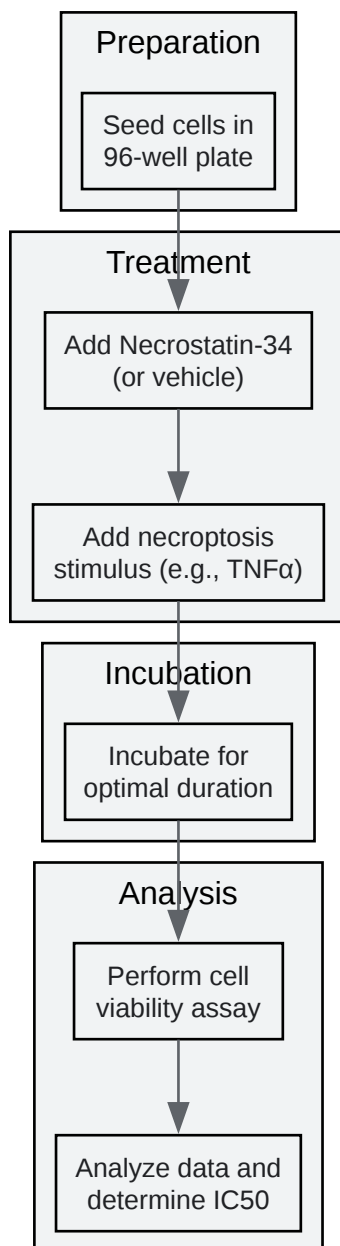 Preparation
Seed cells in
96-well plate
Treatment
Add Necrostatin-34
(or vehicle)
Add necroptosis
stimulus (e.g., TNFα)
Incubation
Incubate for
optimal duration
Analysis
Perform cell
viability assay
Analyze data and
determine IC50